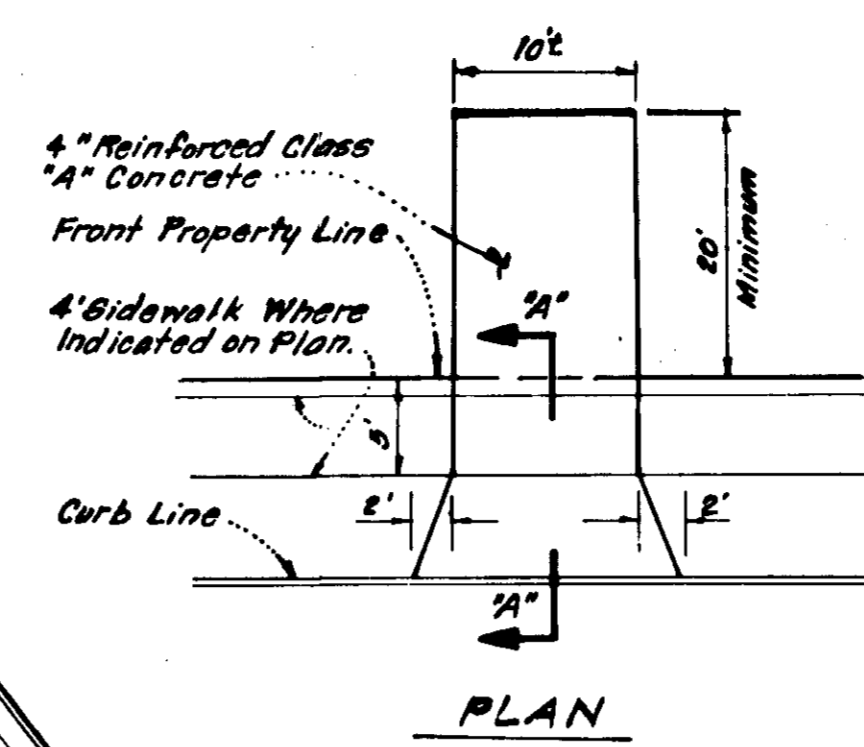 10'±
4" Reinforced Class
"A" Concrete
Front Property Line
4' Sidewalk Where
Indicated on Plan.
20'
Minimum
"A"
5'
Curb Line
2'
2'
"A"
PLAN